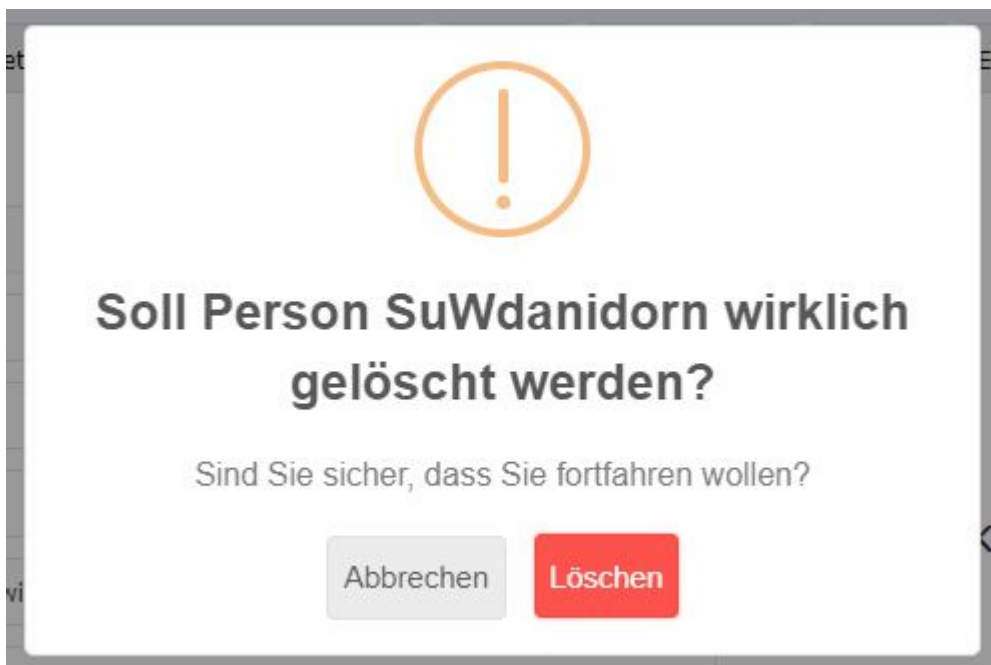 Soll Person SuWdanidorn wirklich
gelöscht werden?
Sind Sie sicher, dass Sie fortfahren wollen?
Abbrechen
Löschen